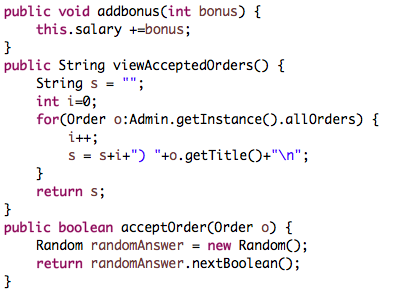 public void addbonus(int bonus) {
    this.salary +=bonus;
}
public String viewAcceptedOrders() {
    String s = "";
    int i=0;
    for(Order o:Admin.getInstance().allOrders) {
        i++;
        s = s+i+") "+o.getTitle()+"\n";
    }
    return s;
}
public boolean acceptOrder(Order o) {
    Random randomAnswer = new Random();
    return randomAnswer.nextBoolean();
}